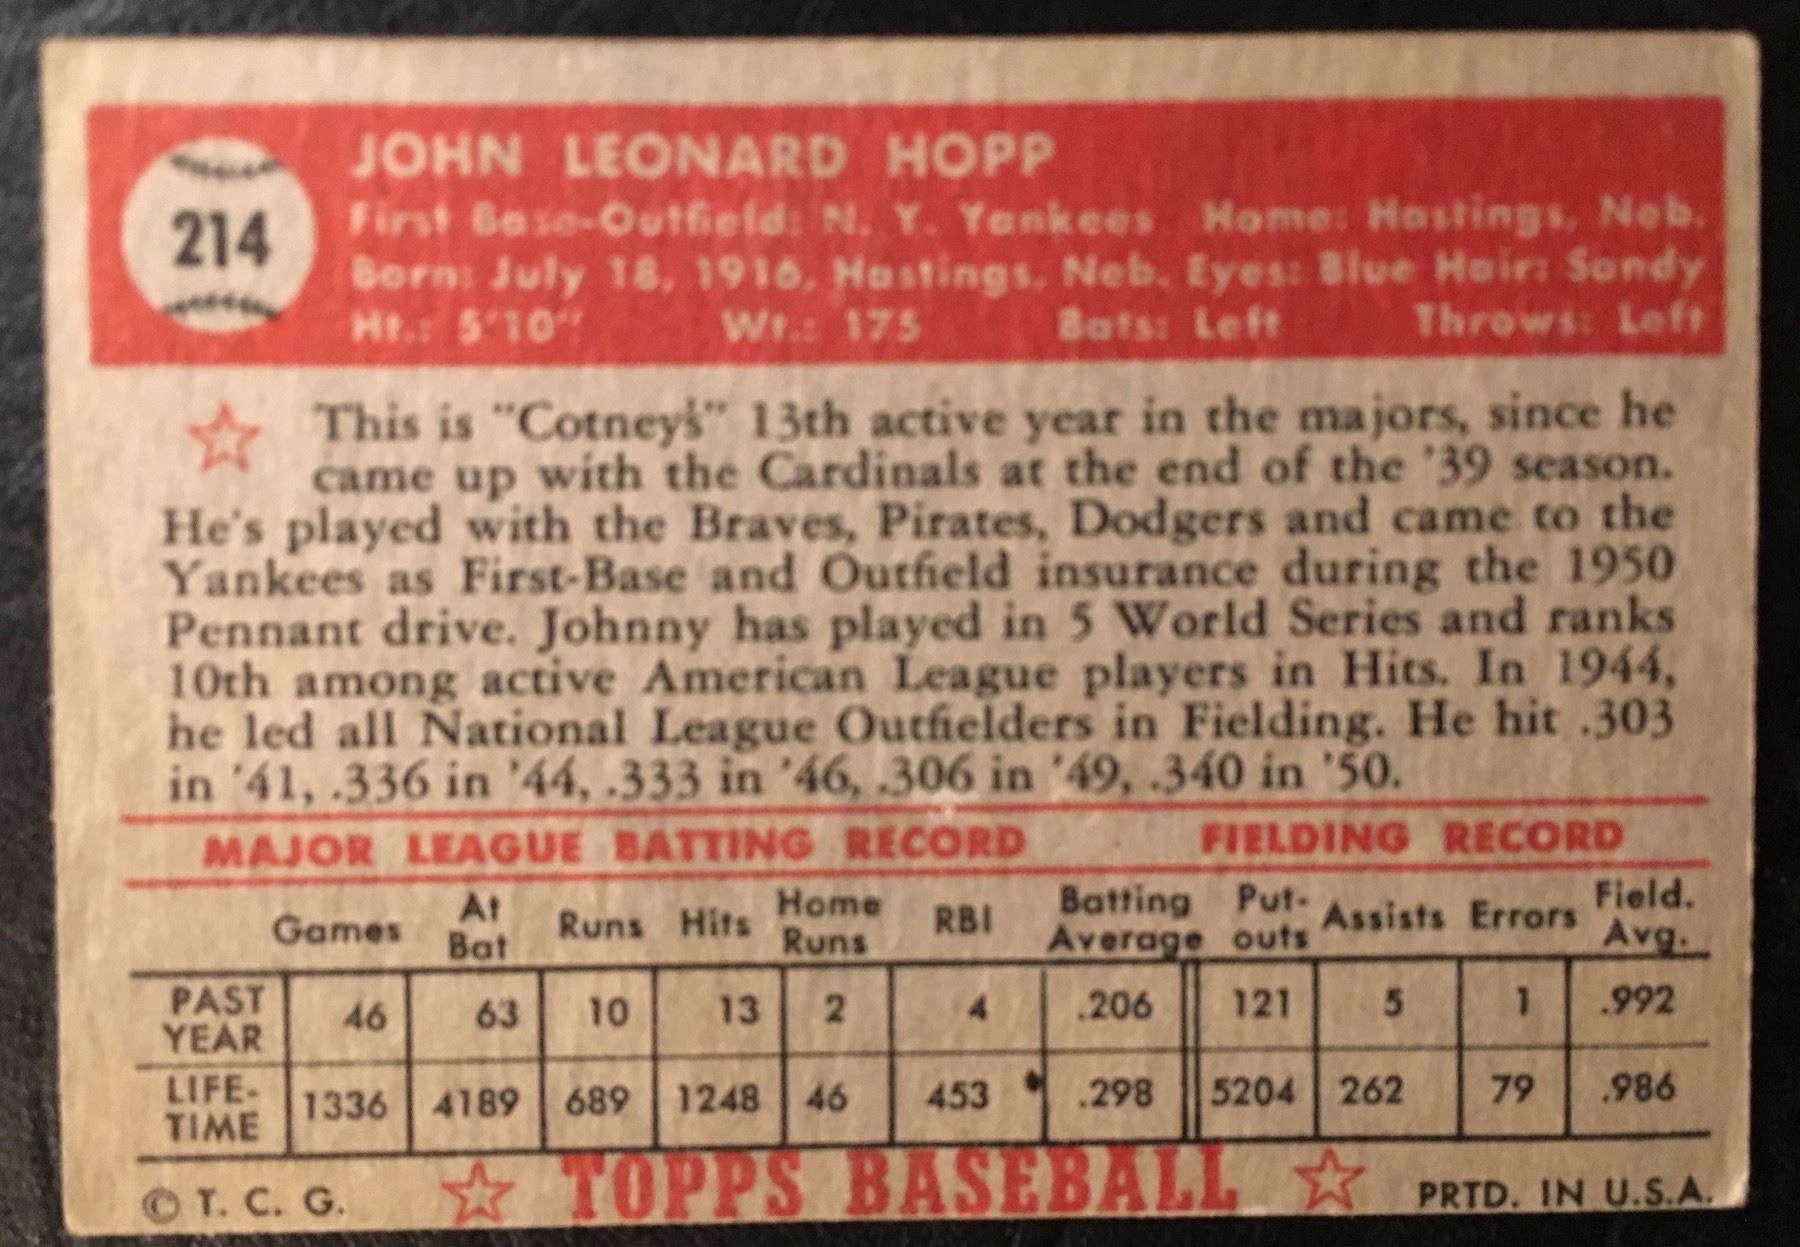 214
JOHN LEONARD HOPP
First Base-Outfield: N. Y. Yankees Home: Hastings, Neb.
Born: July 18, 1916, Hastings, Neb. Eyes: Blue Hair: Sandy
Ht.: 5'10" Wt.: 175 Bats: Left Throws: Left
This is "Cotney's" 13th active year in the majors, since he
came up with the Cardinals at the end of the '39 season.
He's played with the Braves, Pirates, Dodgers and came to the
Yankees as First-Base and Outfield insurance during the 1950
Pennant drive. Johnny has played in 5 World Series and ranks
10th among active American League players in Hits. In 1944,
he led all National League Outfielders in Fielding. He hit .303
in '41, .336 in '44, .333 in '46, .306 in '49, .340 in '50.
MAJOR LEAGUE BATTING RECORD FIELDING RECORD
Games At Bat Runs Hits Home Runs RBI Batting Average Put-outs Assists Errors Field. Avg.
PAST YEAR 46 63 10 13 2 4 .206 121 5 1 .992
LIFE-TIME 1336 4189 689 1248 46 453 .298 5204 262 79 .986
© T. C. G. TOPPS BASEBALL PRTD. IN U.S.A.